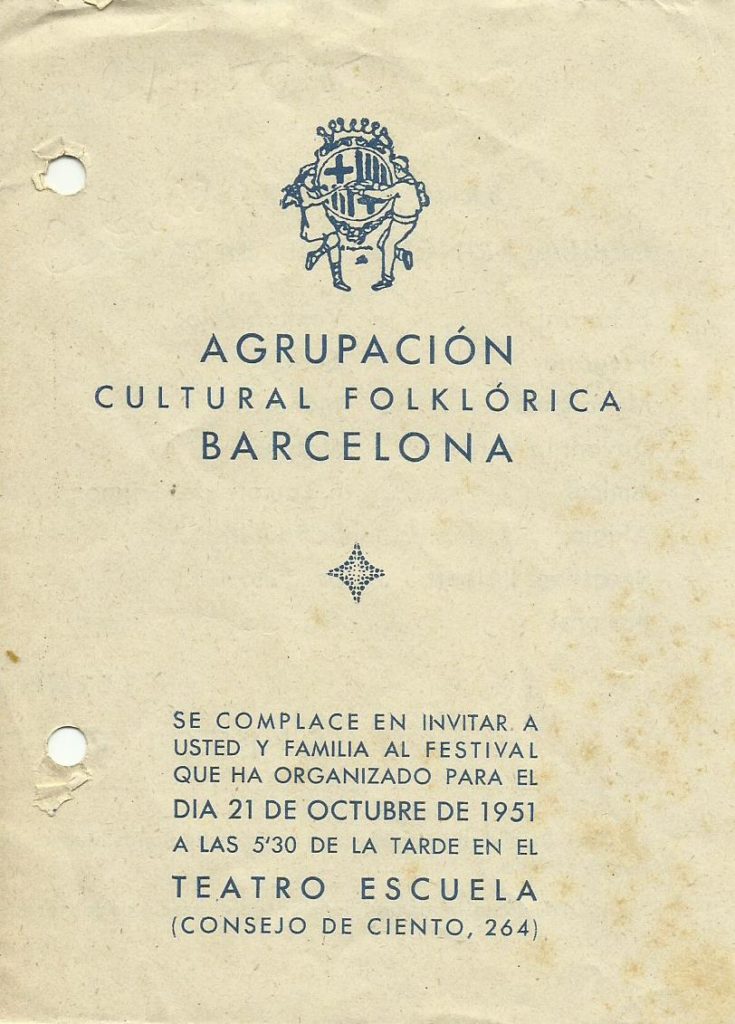 AGRUPACIÓN
CULTURAL FOLKLÓRICA
BARCELONA
SE COMPLACE EN INVITAR A
USTED Y FAMILIA AL FESTIVAL
QUE HA ORGANIZADO PARA EL
DIA 21 DE OCTUBRE DE 1951
A LAS 5'30 DE LA TARDE EN EL
TEATRO ESCUELA
(CONSEJO DE CIENTO, 264)